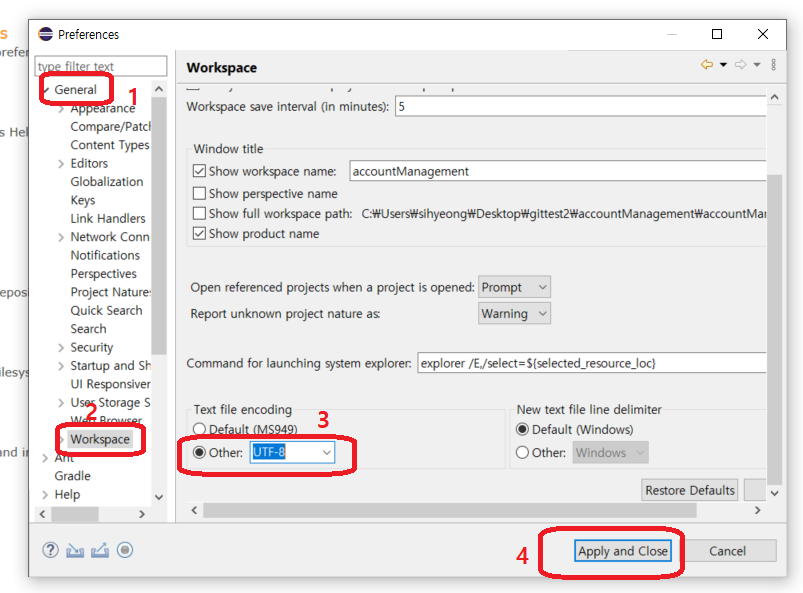 Preferences
type filter text
General
1
Appearance
Compare/Patch
Content Types
Editors
Globalization
Keys
Link Handlers
Network Conn
Notifications
Perspectives
Project Natures
Quick Search
Search
Security
Startup and Sh
UI Responsiven
User Storage S
2
Web Browser
Workspace
Ant
Gradle
Help
Workspace
Workspace save interval (in minutes): 5
Window title
Show workspace name: accountManagement
Show perspective name
Show full workspace path: C:₩Users₩sihyeong₩Desktop₩gittest2₩accountManagement₩accountMan
Show product name
Open referenced projects when a project is opened: Prompt
Report unknown project nature as: Warning
Command for launching system explorer: explorer /E,/select=${selected_resource_loc}
Text file encoding
3
Default (MS949)
Other: UTF-8
New text file line delimiter
Default (Windows)
Other: Windows
Restore Defaults
4
Apply and Close
Cancel